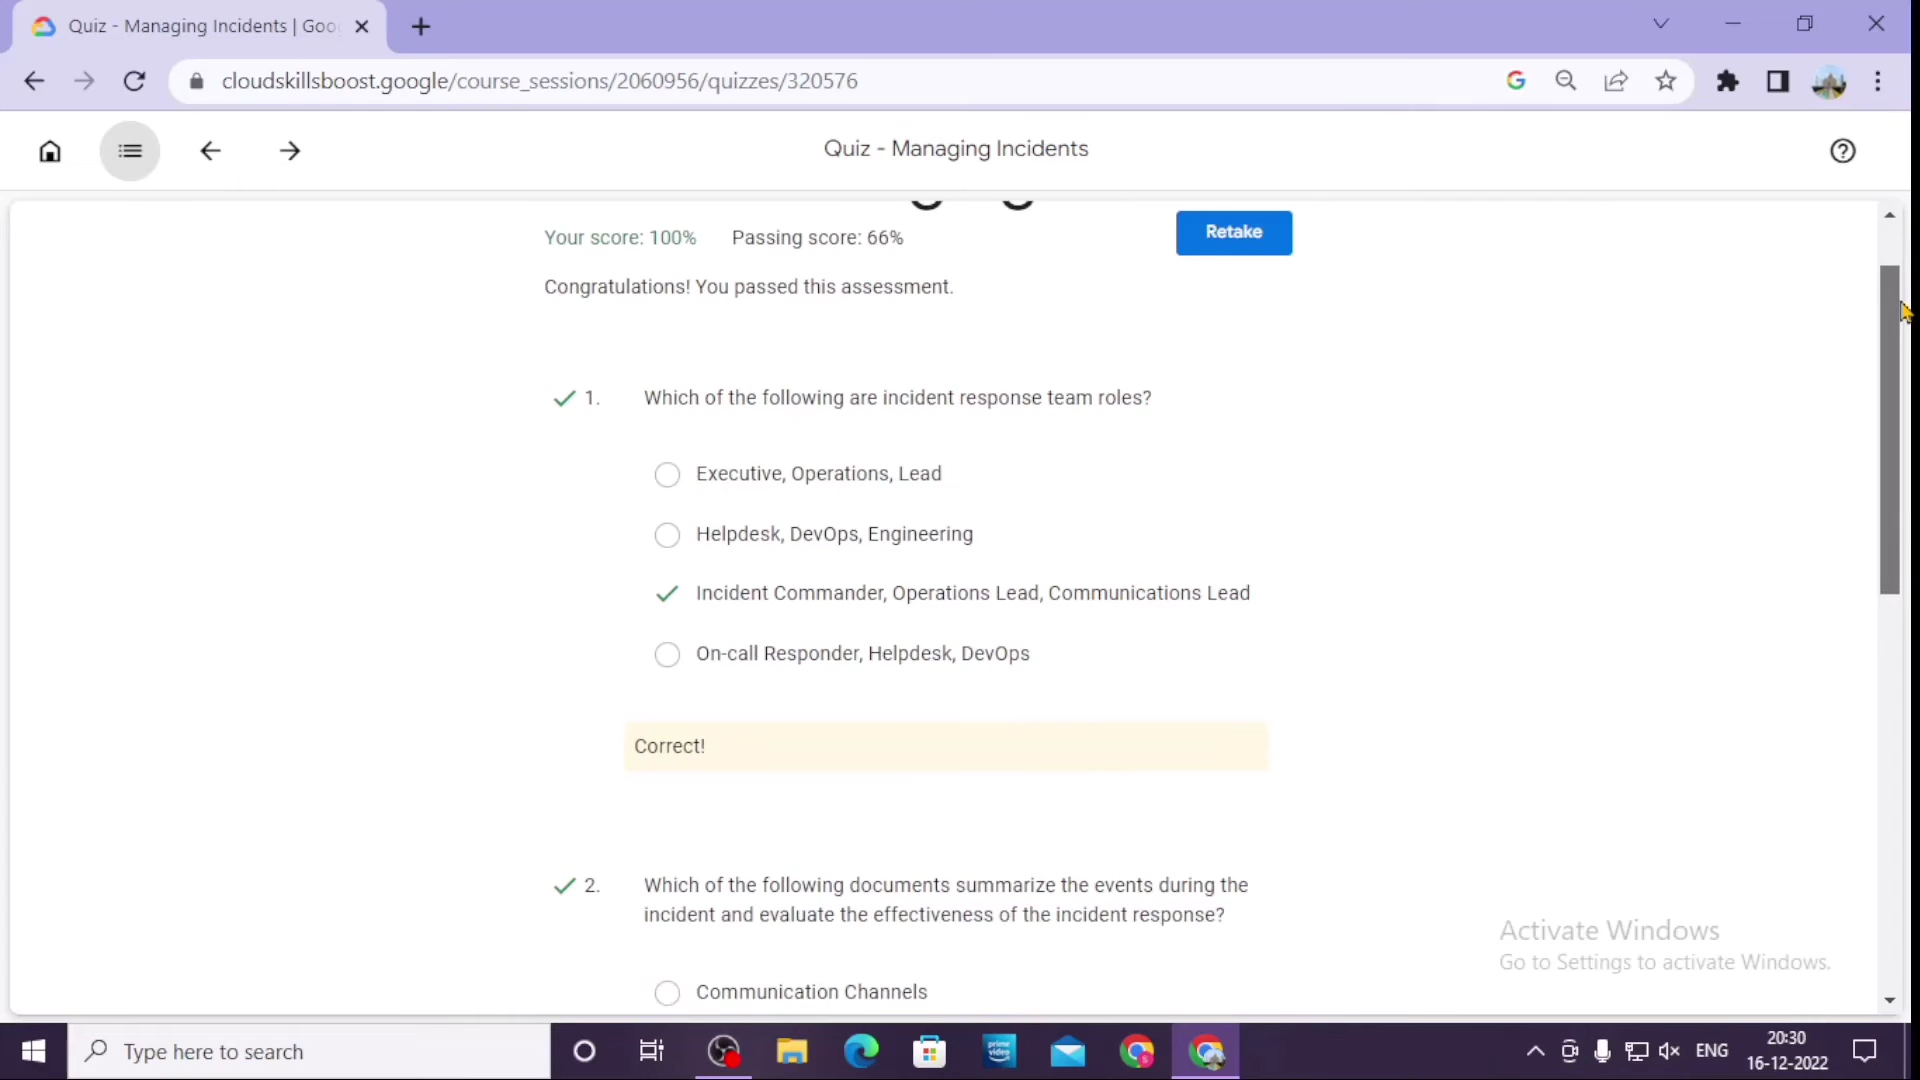 Quiz - Managing Incidents | Goo
cloudskillsboost.google/course_sessions/2060956/quizzes/320576
Quiz - Managing Incidents
Your score: 100% Passing score: 66%
Retake
Congratulations! You passed this assessment.
1. Which of the following are incident response team roles?
Executive, Operations, Lead
Helpdesk, DevOps, Engineering
Incident Commander, Operations Lead, Communications Lead
On-call Responder, Helpdesk, DevOps
Correct!
2. Which of the following documents summarize the events during the
incident and evaluate the effectiveness of the incident response?
Communication Channels
Activate Windows
Go to Settings to activate Windows.
Type here to search
prime
video
ENG
20:30
16-12-2022